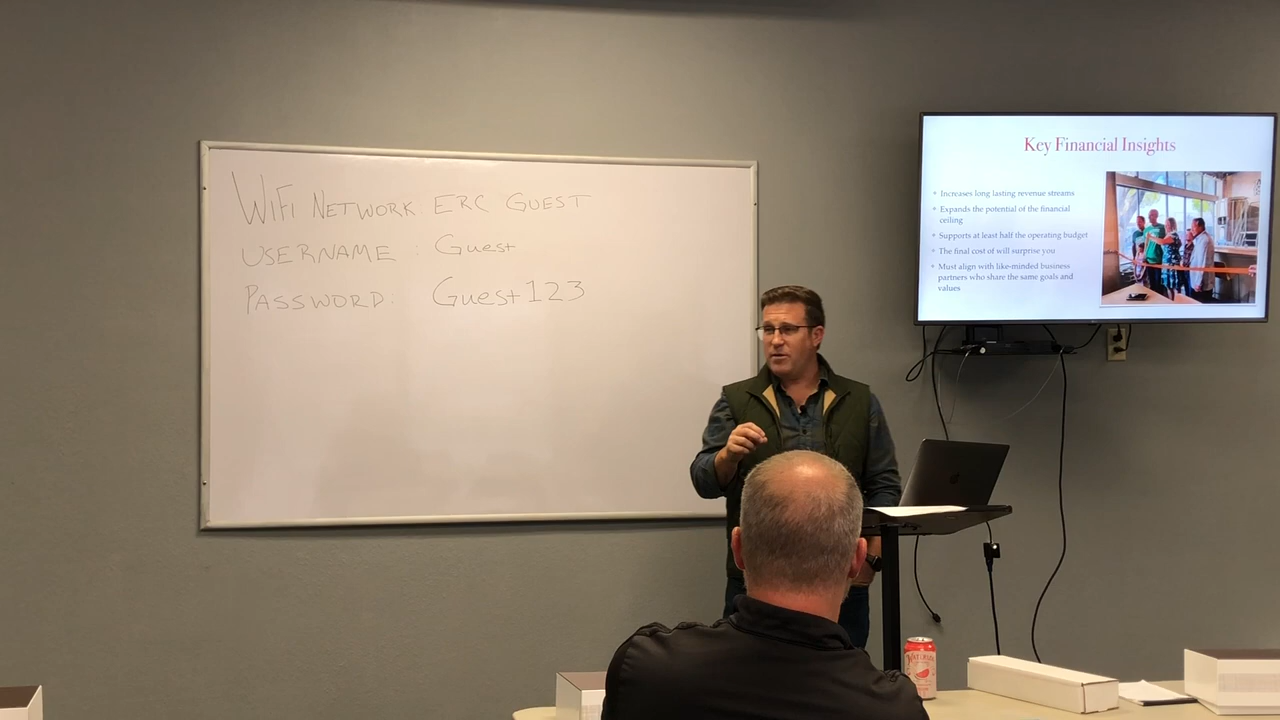 WIFI NETWORK ERC GUEST
USERNAME : Guest
PASSWORD: Guest123
Key Financial Insights
Increases long lasting revenue streams
Expands the potential of the financial
ceiling
Supports at least half the operating budget
The final cost of will surprise you
Must align with like-minded business
partners who share the same goals and
values